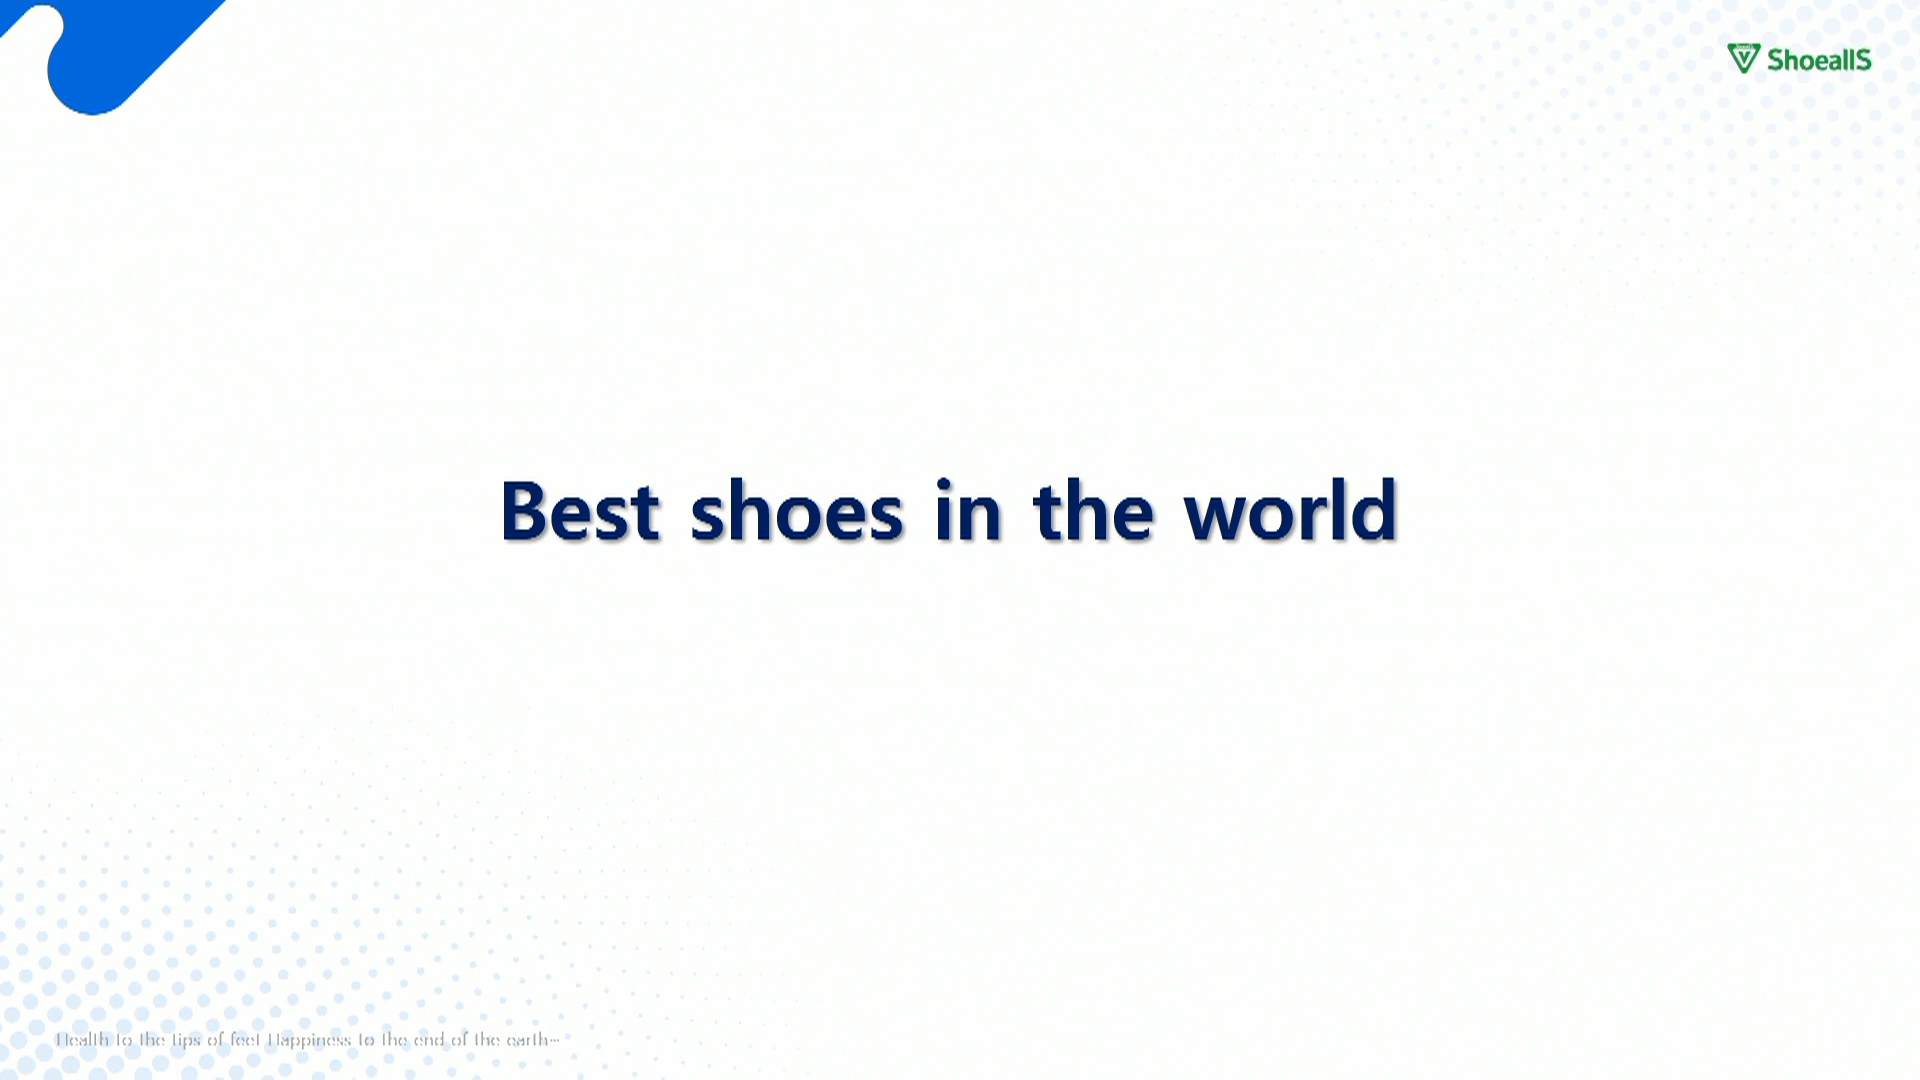 ShoeallS
Best shoes in the world
Health to the tips of feet Happiness to the end of the earth···